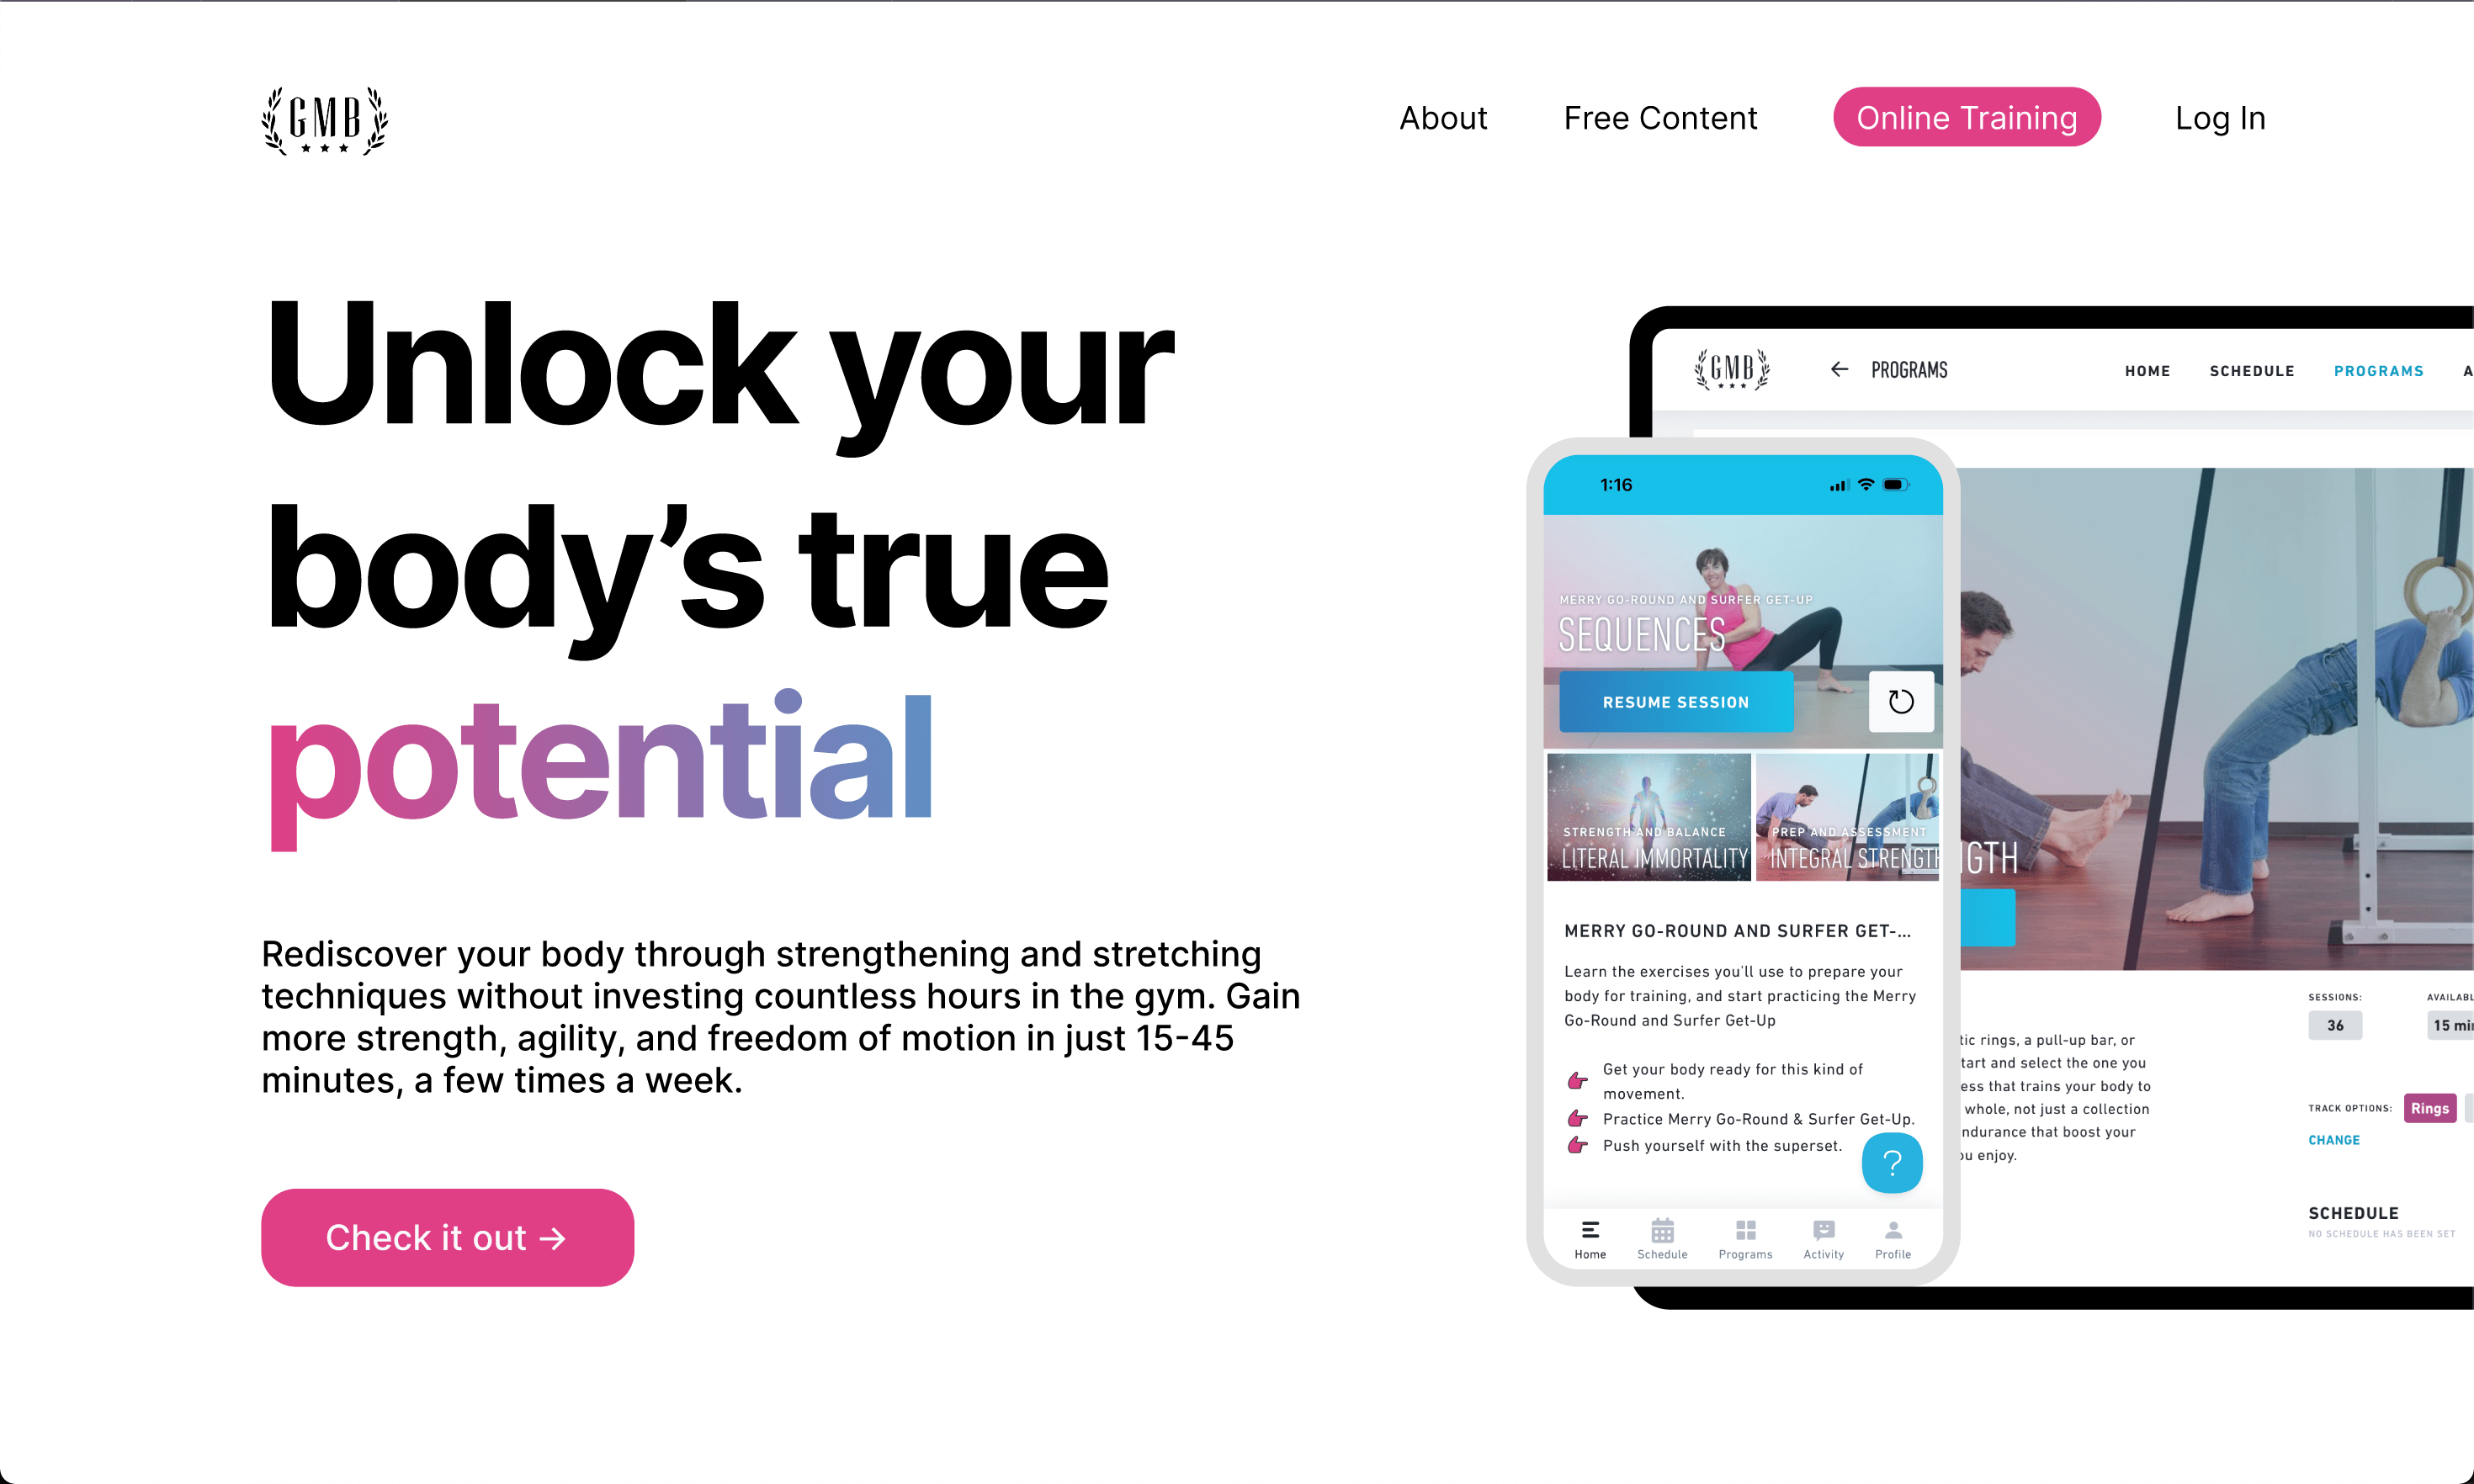 GMB
About
Free Content
Online Training
Log In
Unlock your
body’s true
potential
Rediscover your body through strengthening and stretching
techniques without investing countless hours in the gym. Gain
more strength, agility, and freedom of motion in just 15-45
minutes, a few times a week.
Check it out →
GMB
← PROGRAMS
HOME
SCHEDULE
PROGRAMS
A
1:16
MERRY GO-ROUND AND SURFER GET-UP
SEQUENCES
RESUME SESSION
STRENGTH AND BALANCE
LITERAL IMMORTALITY
PREP AND ASSESSMENT
INTEGRAL STRENGTH
NGTH
MERRY GO-ROUND AND SURFER GET-...
Learn the exercises you'll use to prepare your
body for training, and start practicing the Merry
Go-Round and Surfer Get-Up
Get your body ready for this kind of
movement.
Practice Merry Go-Round & Surfer Get-Up.
Push yourself with the superset.
?
Home
Schedule
Programs
Activity
Profile
tic rings, a pull-up bar, or
tart and select the one you
ess that trains your body to
whole, not just a collection
ndurance that boost your
ou enjoy.
SESSIONS:
36
AVAILABL
15 min
TRACK OPTIONS:
Rings
CHANGE
SCHEDULE
NO SCHEDULE HAS BEEN SET